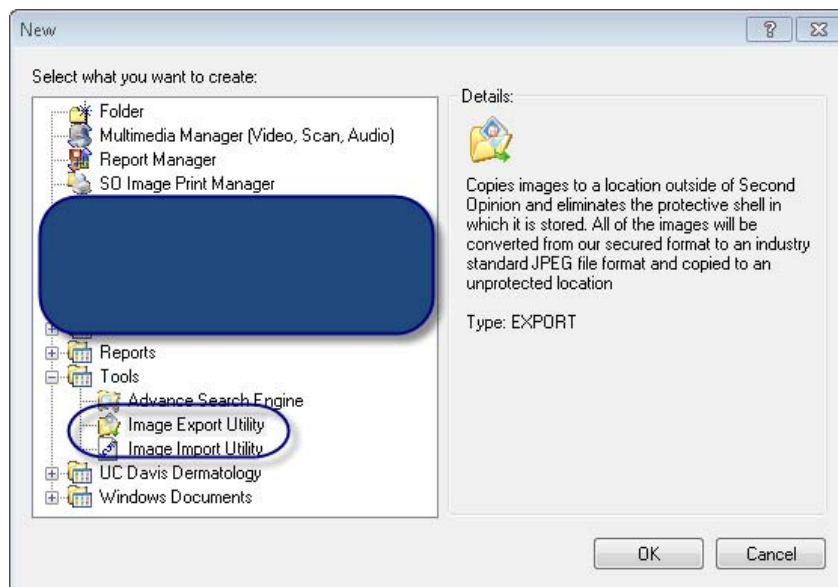 New
Select what you want to create:
Folder
Multimedia Manager (Video, Scan, Audio)
Report Manager
SO Image Print Manager
Reports
Tools
Advance Search Engine
Image Export Utility
Image Import Utility
UC Davis Dermatology
Windows Documents
Details:
Copies images to a location outside of Second
Opinion and eliminates the protective shell in
which it is stored. All of the images will be
converted from our secured format to an industry
standard JPEG file format and copied to an
unprotected location
Type: EXPORT
OK
Cancel